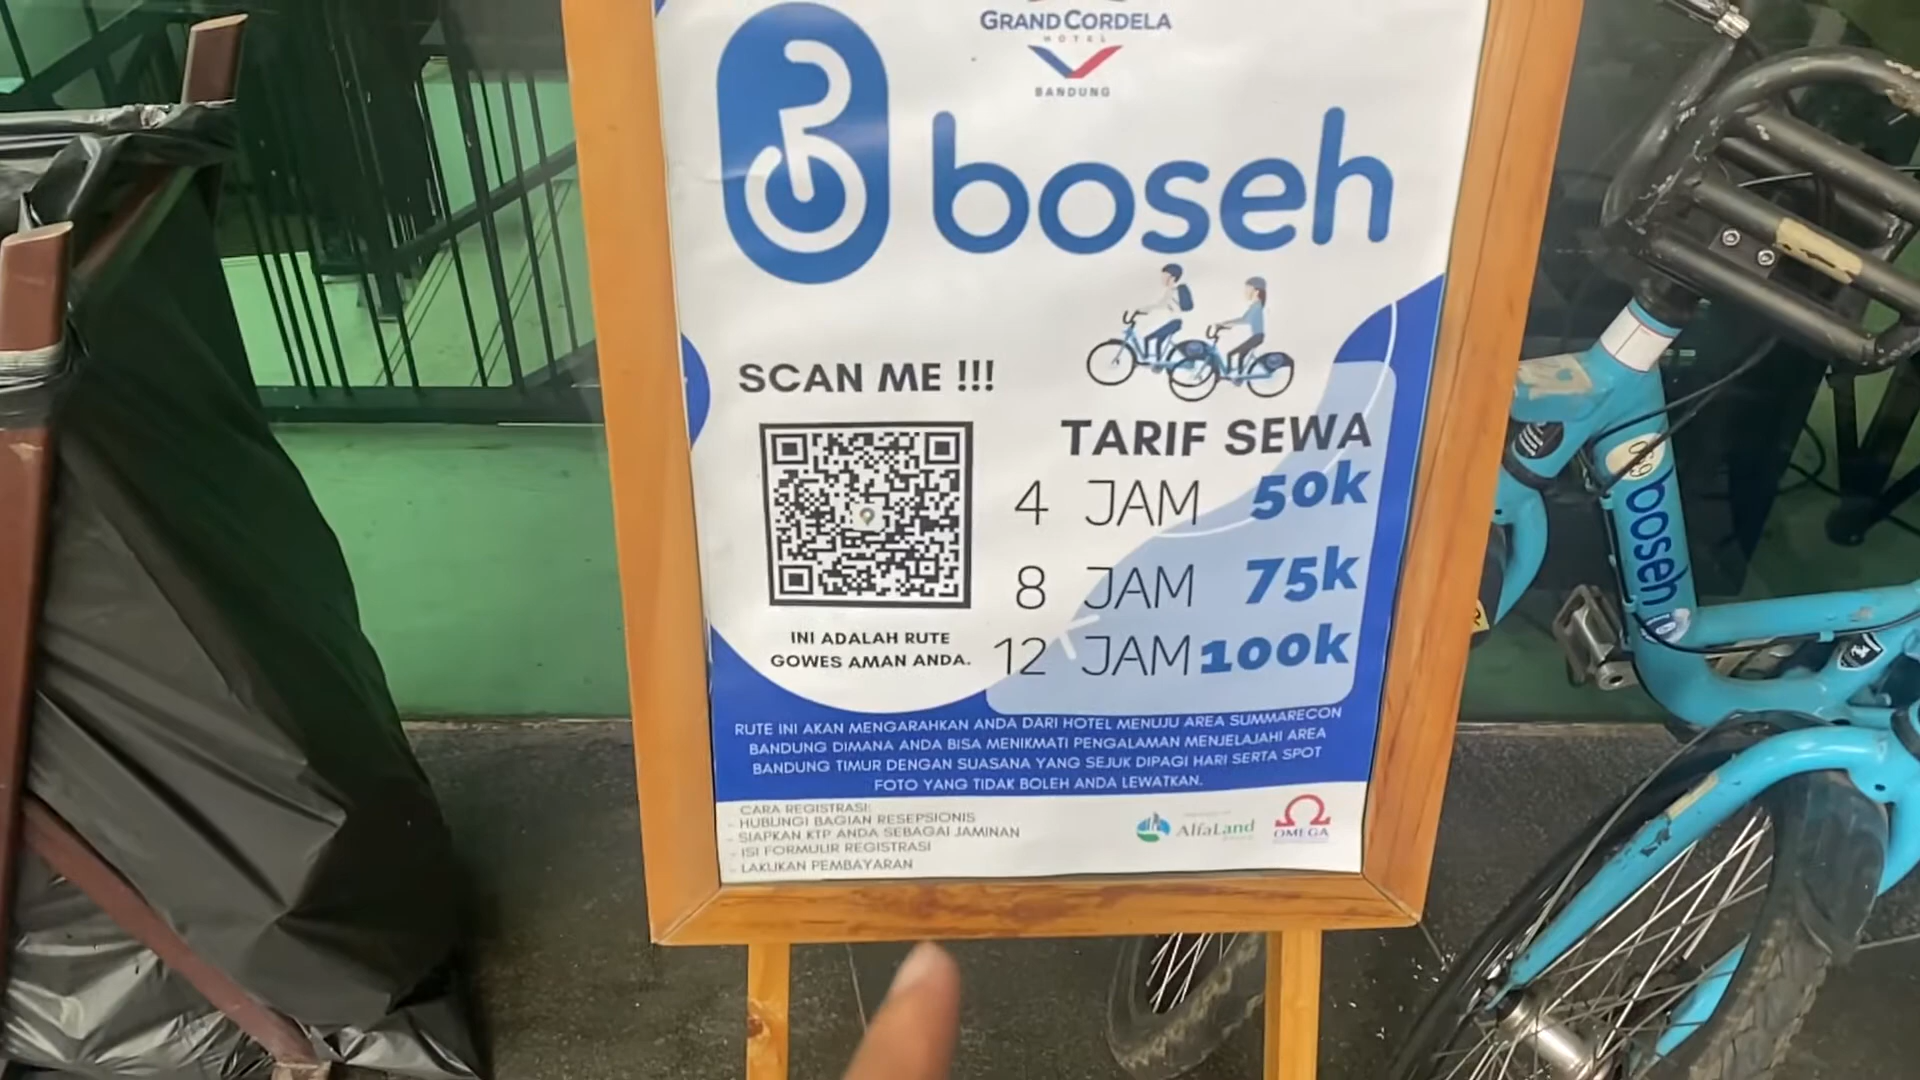 GRAND CORDELA
HOTEL
BANDUNG
boseh
SCAN ME !!!
TARIF SEWA
4 JAM 50k
8 JAM 75k
12 JAM 100k
INI ADALAH RUTE
GOWES AMAN ANDA.
RUTE INI AKAN MENGARAHKAN ANDA DARI HOTEL MENUJU AREA SUMMARECON
BANDUNG DIMANA ANDA BISA MENIKMATI PENGALAMAN MENJELAJAHI AREA
BANDUNG TIMUR DENGAN SUASANA YANG SEJUK DIPAGI HARI SERTA SPOT
FOTO YANG TIDAK BOLEH ANDA LEWATKAN.
CARA REGISTRASI:
- HUBUNGI BAGIAN RESEPSIONIS
- SIAPKAN KTP ANDA SEBAGAI JAMINAN
- ISI FORMULIR REGISTRASI
- LAKUKAN PEMBAYARAN
AlfaLand
OMEGA
boseh